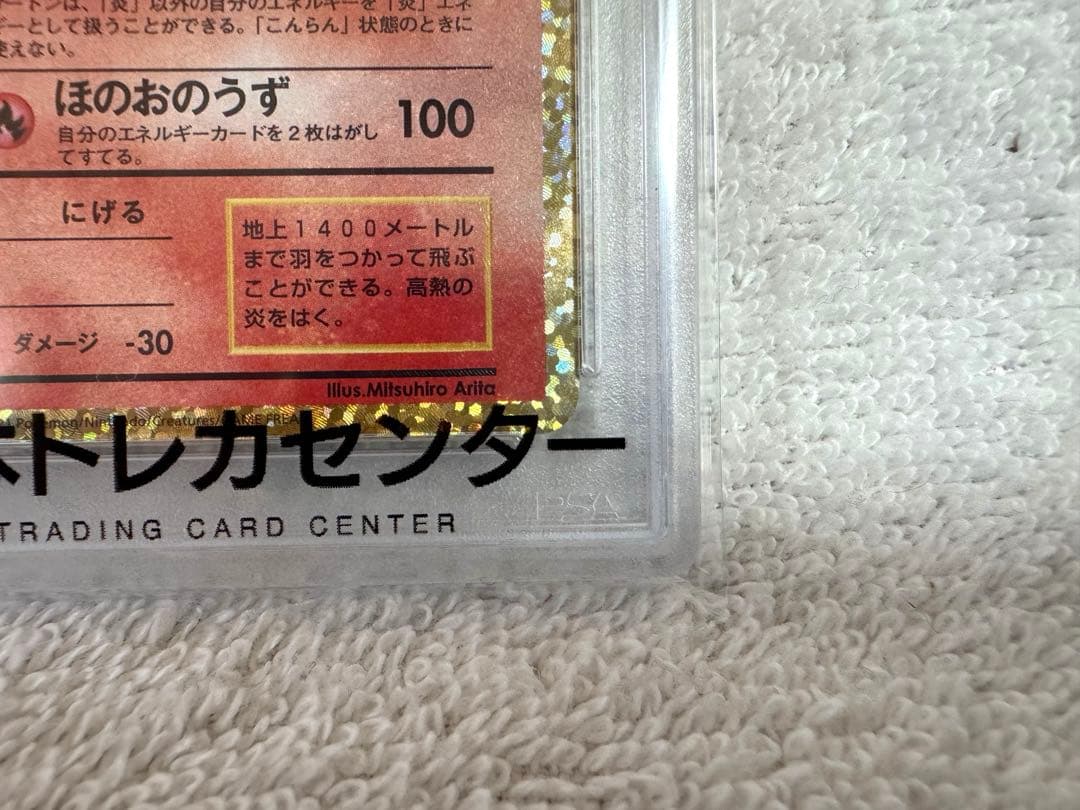 ートンは、「炎」以外の自分のエネルギーを「炎」エネ
ギーとして扱うことができる。「こんらん」状態のときに
使えない。
ほのおのうず 100
自分のエネルギーカードを2枚はがし
てすてる。
にげる
地上1400メートル
まで羽をつかって飛ぶ
ことができる。高熱の
炎をはく。
ダメージ -30
Illus.Mitsuhiro Arita
Pokémon/Nintendo/Creatures/GAME FREA
トレカセンター
TRADING CARD CENTER
PSA